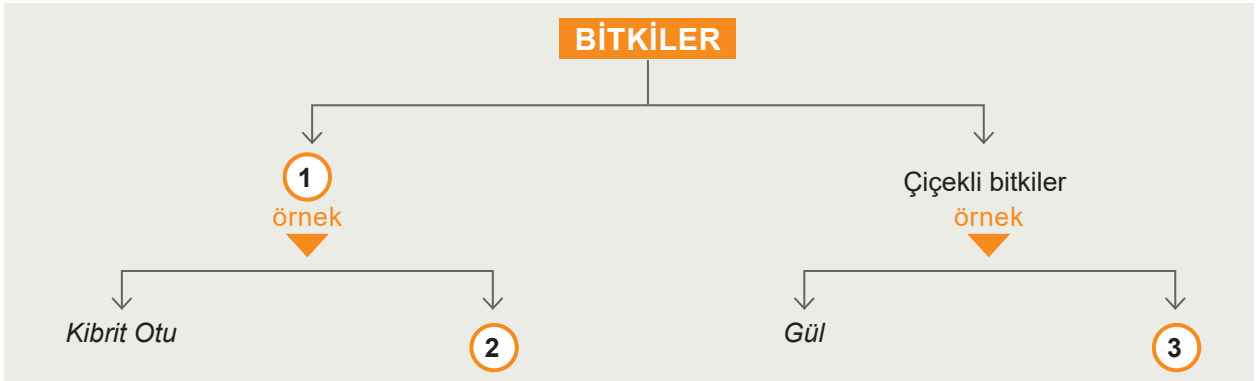 BİTKİLER
1
örnek
Kibrit Otu
2
Çiçekli bitkiler
örnek
Gül
3